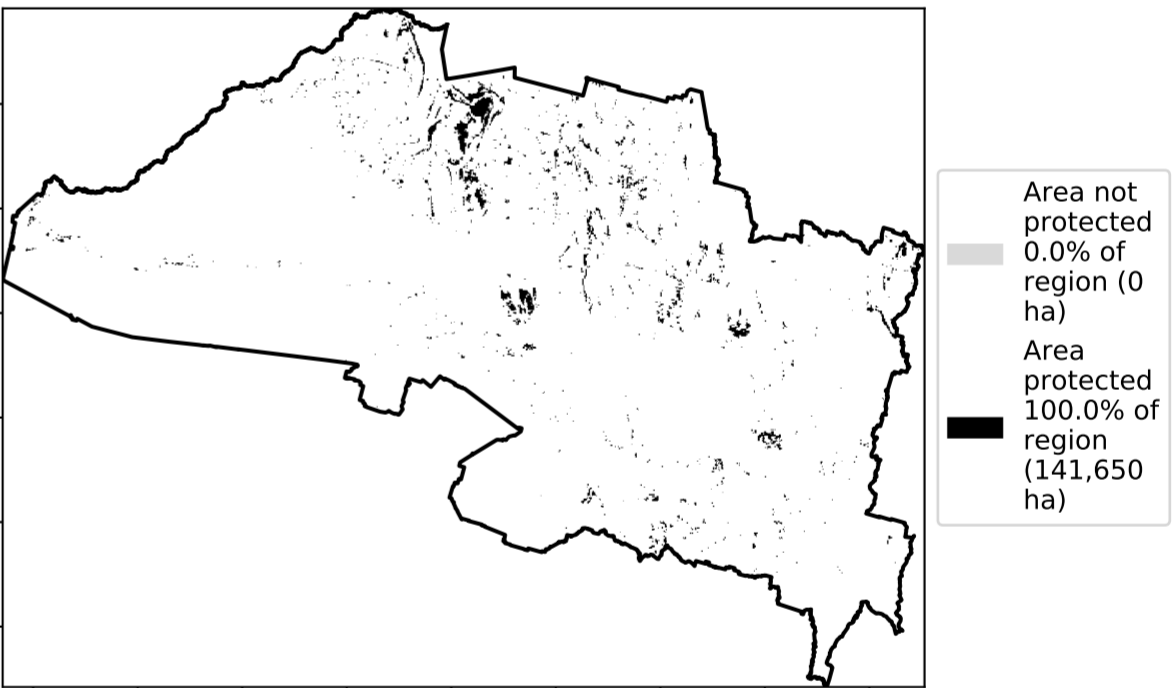 Area not
protected
0.0% of
region (0
ha)
Area
protected
100.0% of
region
(141,650
ha)